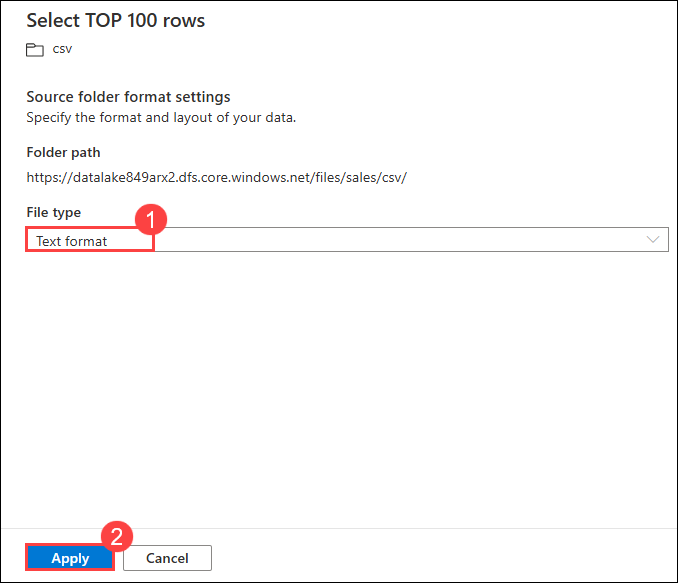 Select TOP 100 rows
csv
Source folder format settings
Specify the format and layout of your data.
Folder path
https://datalake849arx2.dfs.core.windows.net/files/sales/csv/
File type
1
Text format
2
Apply
Cancel